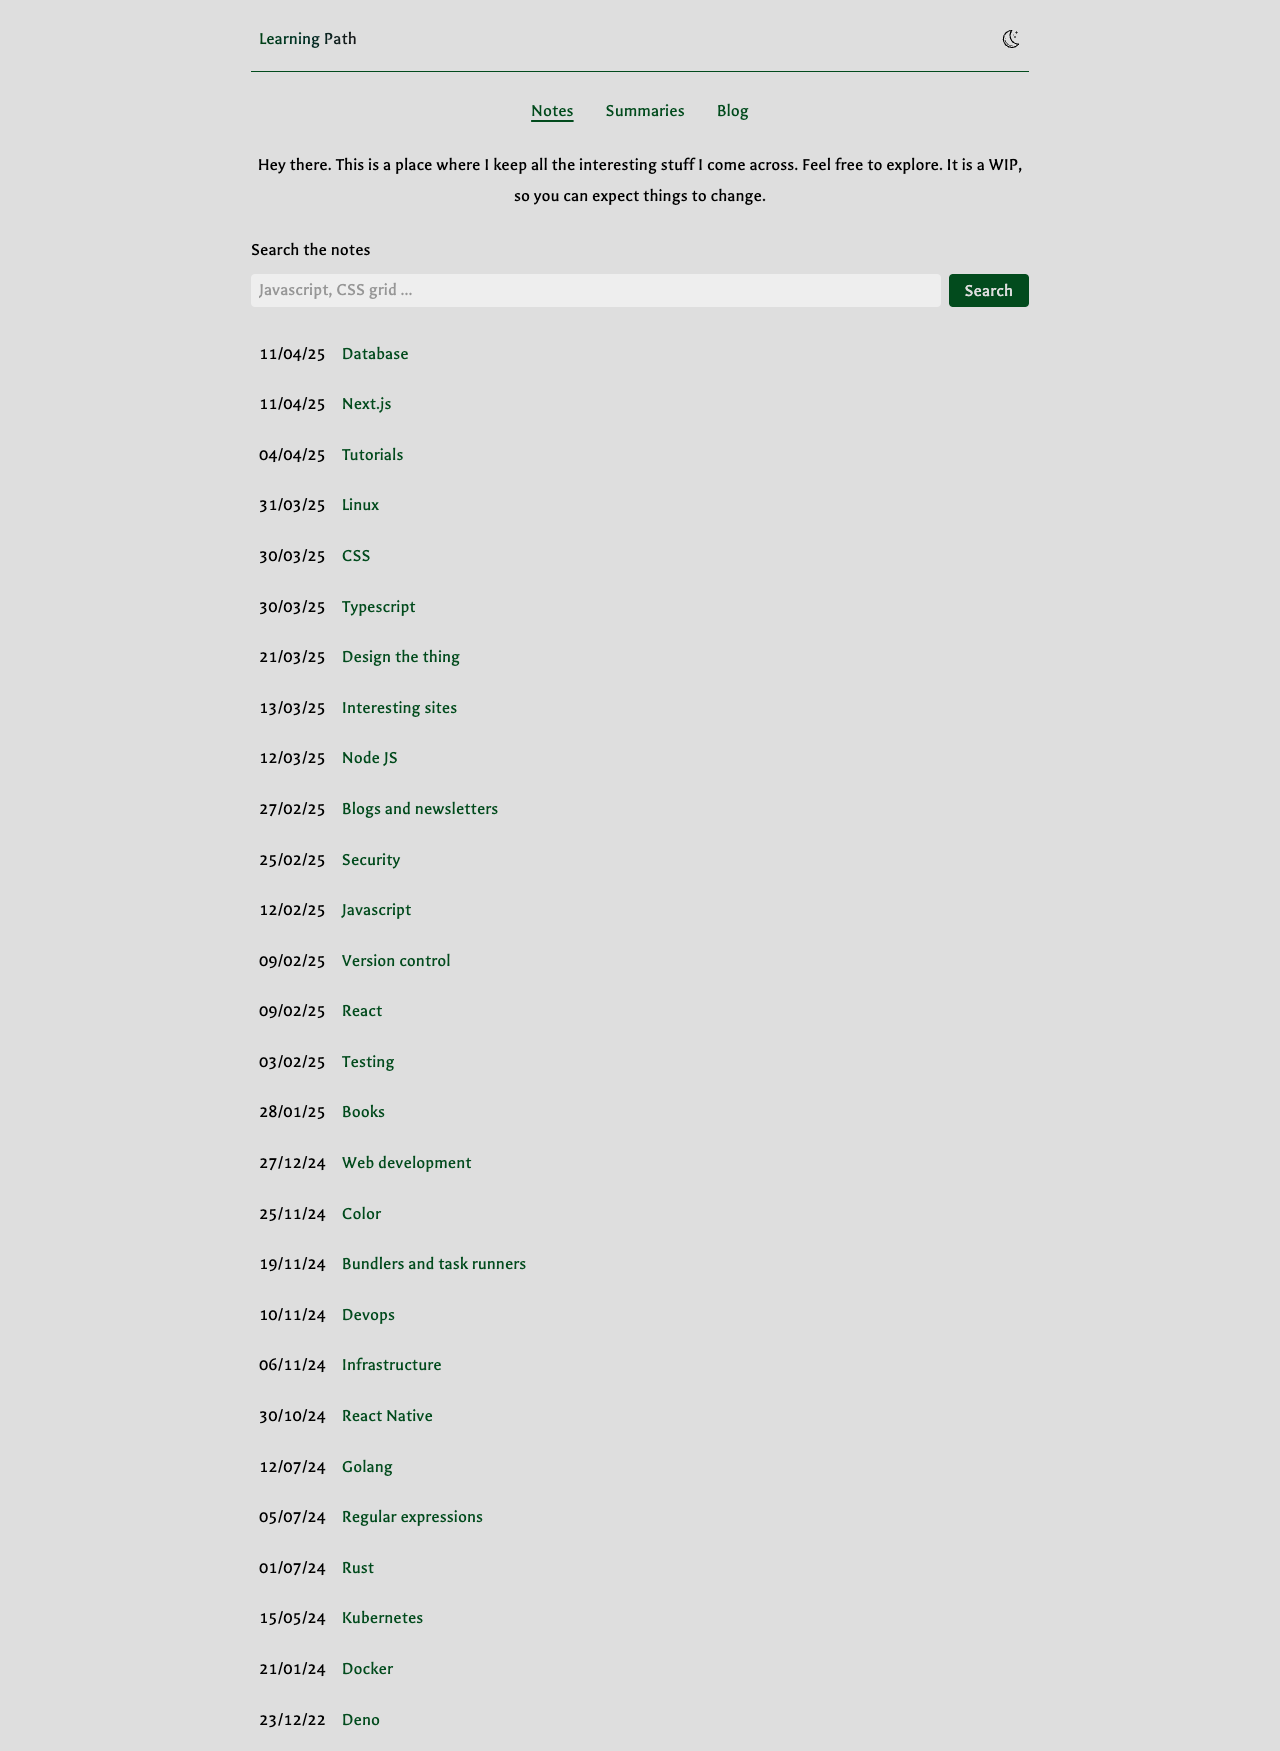 Learning Path
Notes Summaries Blog
Hey there. This is a place where I keep all the interesting stuff I come across. Feel free to explore. It is a WIP,
so you can expect things to change.
Search the notes
Javascript, CSS grid ... Search
11/04/25 Database
11/04/25 Next.js
04/04/25 Tutorials
31/03/25 Linux
30/03/25 CSS
30/03/25 Typescript
21/03/25 Design the thing
13/03/25 Interesting sites
12/03/25 Node JS
27/02/25 Blogs and newsletters
25/02/25 Security
12/02/25 Javascript
09/02/25 Version control
09/02/25 React
03/02/25 Testing
28/01/25 Books
27/12/24 Web development
25/11/24 Color
19/11/24 Bundlers and task runners
10/11/24 Devops
06/11/24 Infrastructure
30/10/24 React Native
12/07/24 Golang
05/07/24 Regular expressions
01/07/24 Rust
15/05/24 Kubernetes
21/01/24 Docker
23/12/22 Deno